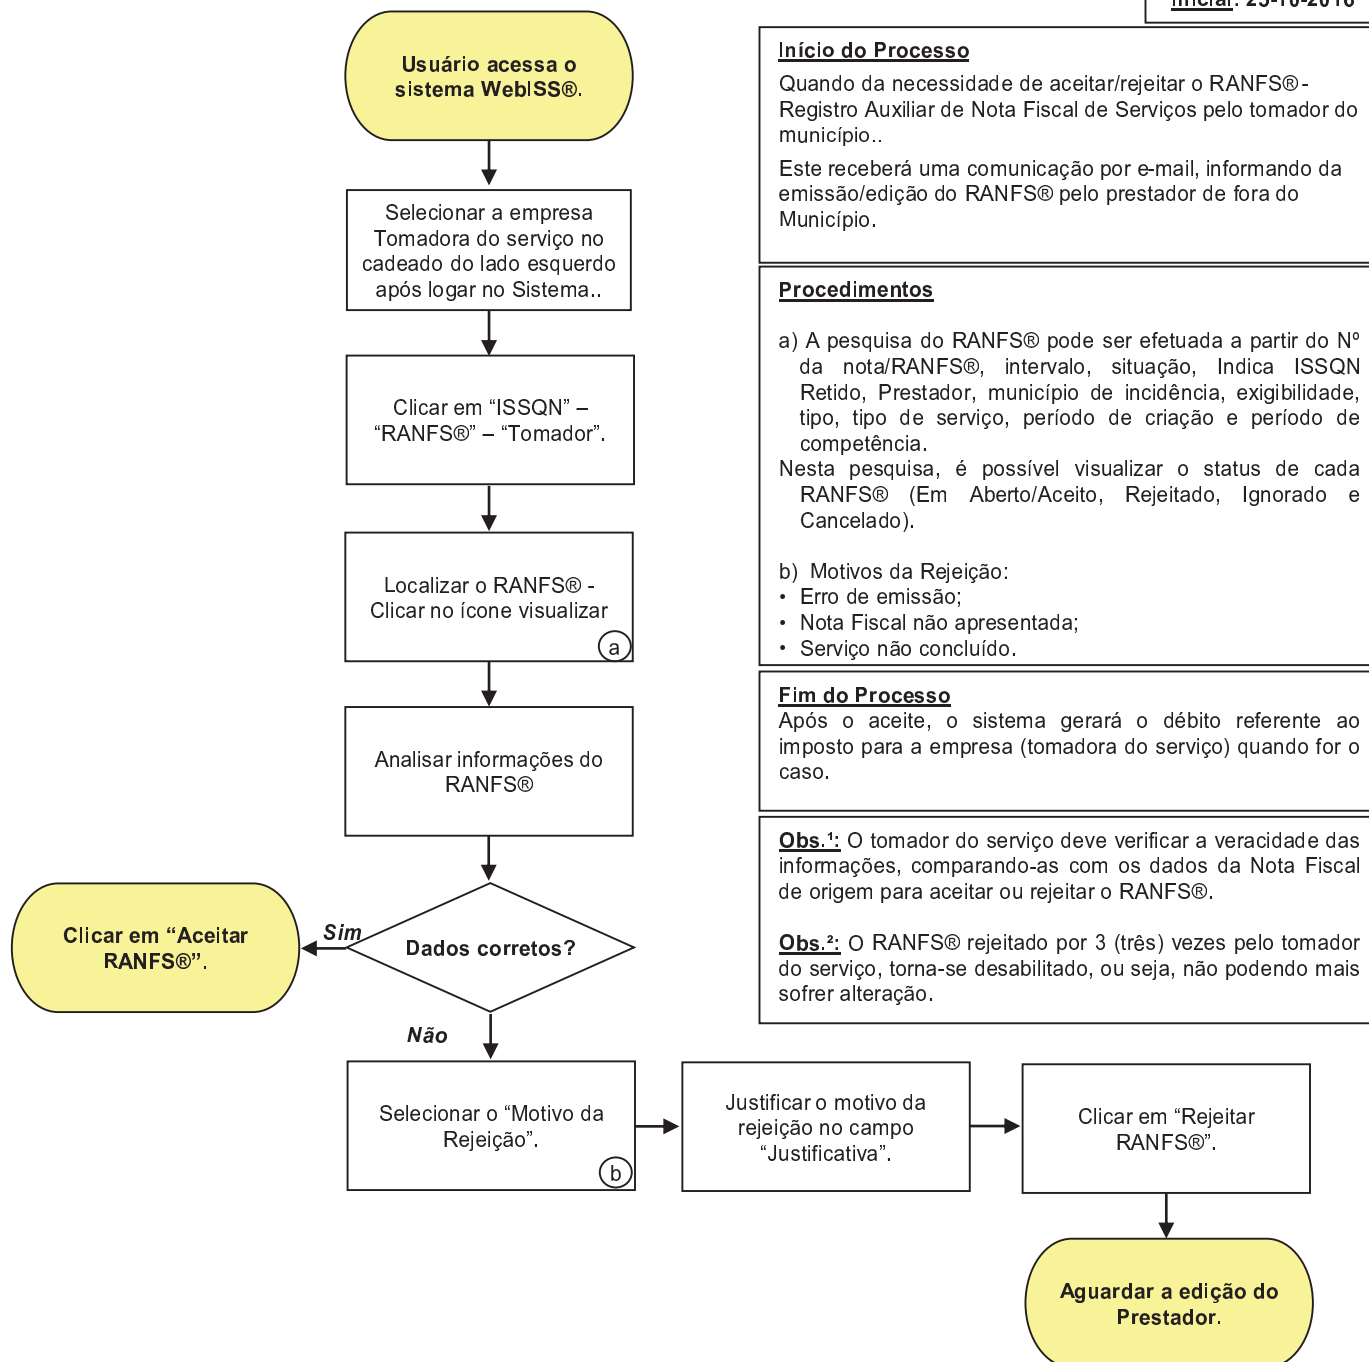 Inicial: 25-10-2016
Usuário acessa o
sistema WebISS®.
Selecionar a empresa
Tomadora do serviço no
cadeado do lado esquerdo
após logar no Sistema..
Clicar em “ISSQN” –
“RANFS®” – “Tomador”.
Localizar o RANFS® -
Clicar no ícone visualizar
a
Analisar informações do
RANFS®
Dados corretos?
Sim
Clicar em “Aceitar
RANFS®”.
Não
Selecionar o “Motivo da
Rejeição”.
b
Justificar o motivo da
rejeição no campo
“Justificativa”.
Clicar em “Rejeitar
RANFS®”.
Aguardar a edição do
Prestador.
Início do Processo
Quando da necessidade de aceitar/rejeitar o RANFS® -
Registro Auxiliar de Nota Fiscal de Serviços pelo tomador do
município..
Este receberá uma comunicação por e-mail, informando da
emissão/edição do RANFS® pelo prestador de fora do
Município.
Procedimentos
a) A pesquisa do RANFS® pode ser efetuada a partir do Nº
da nota/RANFS®, intervalo, situação, Indica ISSQN
Retido, Prestador, município de incidência, exigibilidade,
tipo, tipo de serviço, período de criação e período de
competência.
Nesta pesquisa, é possível visualizar o status de cada
RANFS® (Em Aberto/Aceito, Rejeitado, Ignorado e
Cancelado).
b) Motivos da Rejeição:
• Erro de emissão;
• Nota Fiscal não apresentada;
• Serviço não concluído.
Fim do Processo
Após o aceite, o sistema gerará o débito referente ao
imposto para a empresa (tomadora do serviço) quando for o
caso.
Obs.¹: O tomador do serviço deve verificar a veracidade das
informações, comparando-as com os dados da Nota Fiscal
de origem para aceitar ou rejeitar o RANFS®.
Obs.²: O RANFS® rejeitado por 3 (três) vezes pelo tomador
do serviço, torna-se desabilitado, ou seja, não podendo mais
sofrer alteração.